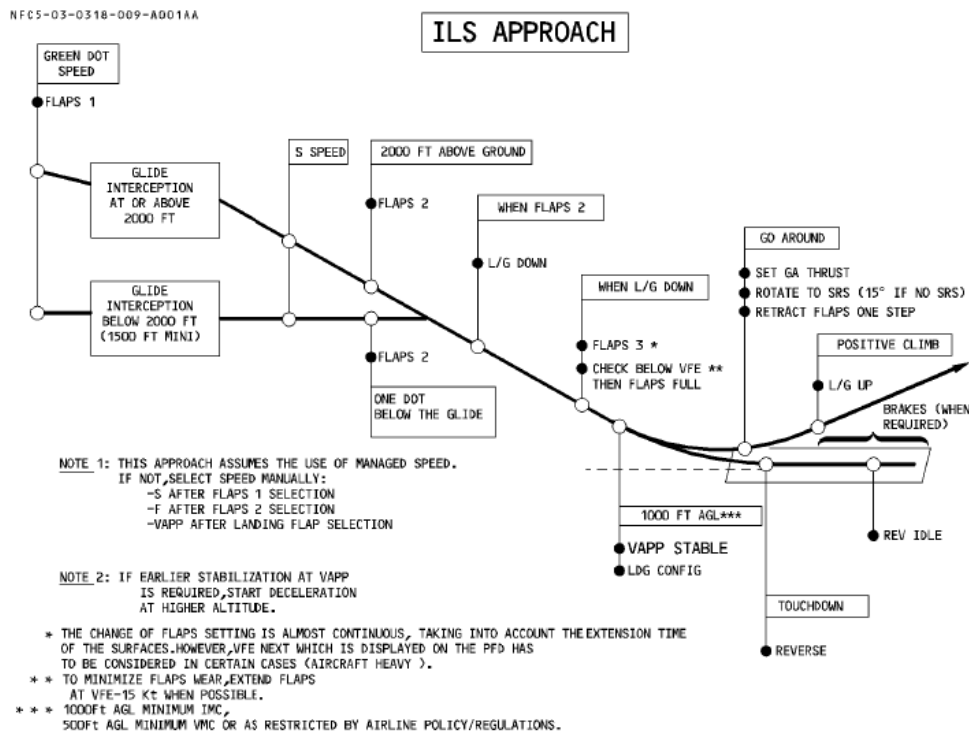 NFC5-03-0318-009-A001AA
ILS APPROACH
GREEN DOT
SPEED
FLAPS 1
GLIDE
INTERCEPTION
AT OR ABOVE
2000 FT
S SPEED
2000 FT ABOVE GROUND
FLAPS 2
WHEN FLAPS 2
L/G DOWN
GLIDE
INTERCEPTION
BELOW 2000 FT
(1500 FT MINI)
FLAPS 2
ONE DOT
BELOW THE GLIDE
WHEN L/G DOWN
FLAPS 3 *
CHECK BELOW VFE **
THEN FLAPS FULL
GO AROUND
SET GA THRUST
ROTATE TO SRS (15° IF NO SRS)
RETRACT FLAPS ONE STEP
POSITIVE CLIMB
L/G UP
BRAKES (WHEN
REQUIRED)
1000 FT AGL***
VAPP STABLE
LDG CONFIG
REV IDLE
TOUCHDOWN
REVERSE
NOTE 1: THIS APPROACH ASSUMES THE USE OF MANAGED SPEED.
IF NOT,SELECT SPEED MANUALLY:
-S AFTER FLAPS 1 SELECTION
-F AFTER FLAPS 2 SELECTION
-VAPP AFTER LANDING FLAP SELECTION
NOTE 2: IF EARLIER STABILIZATION AT VAPP
IS REQUIRED,START DECELERATION
AT HIGHER ALTITUDE.
* THE CHANGE OF FLAPS SETTING IS ALMOST CONTINUOUS, TAKING INTO ACCOUNT THE EXTENSION TIME
OF THE SURFACES.HOWEVER,VFE NEXT WHICH IS DISPLAYED ON THE PFD HAS
TO BE CONSIDERED IN CERTAIN CASES (AIRCRAFT HEAVY ).
* * TO MINIMIZE FLAPS WEAR,EXTEND FLAPS
AT VFE-15 Kt WHEN POSSIBLE.
* * * 1000Ft AGL MINIMUM IMC,
500Ft AGL MINIMUM VMC OR AS RESTRICTED BY AIRLINE POLICY/REGULATIONS.